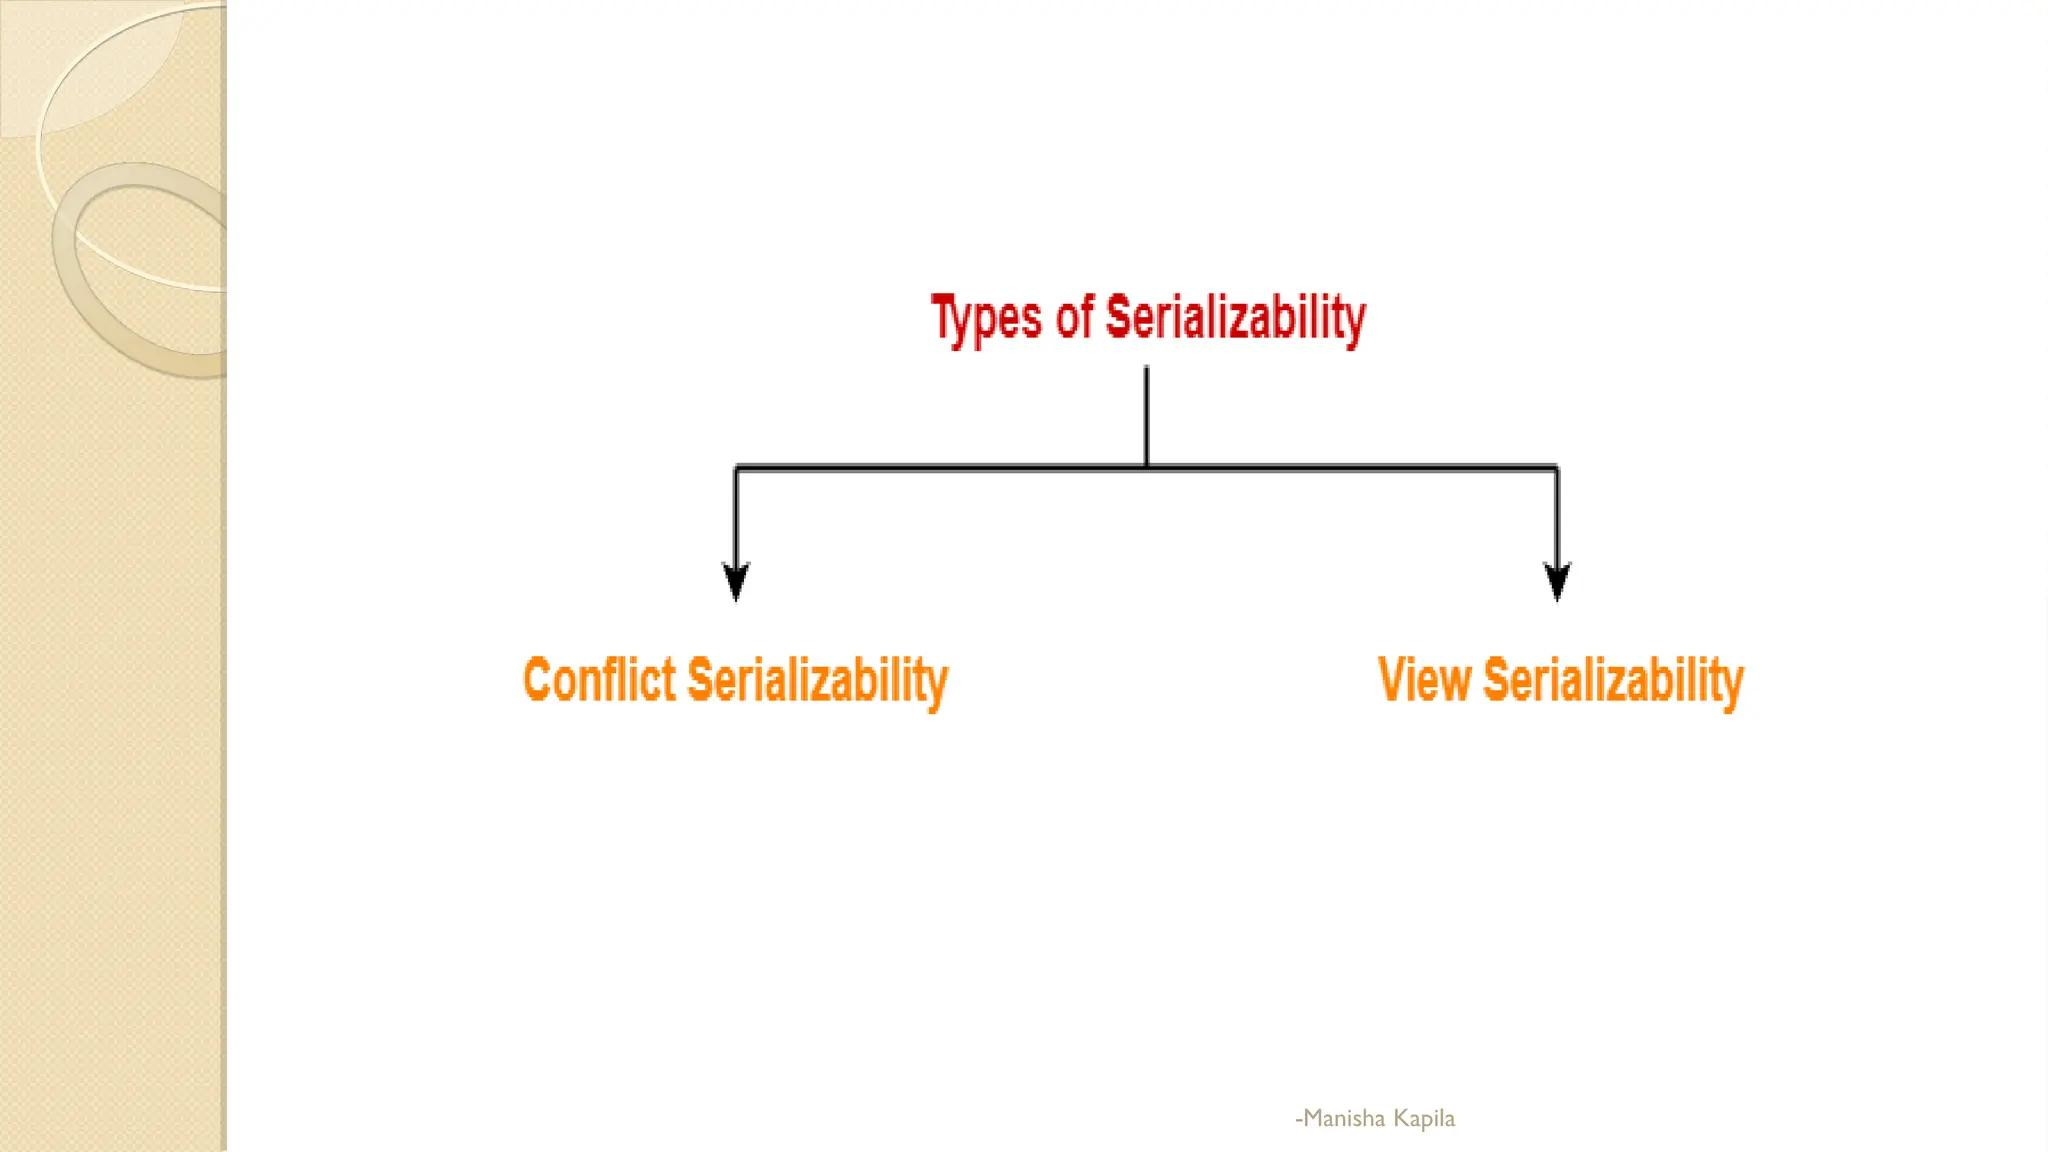 Types of Serializability
Conflict Serializability
View Serializability
-Manisha Kapila